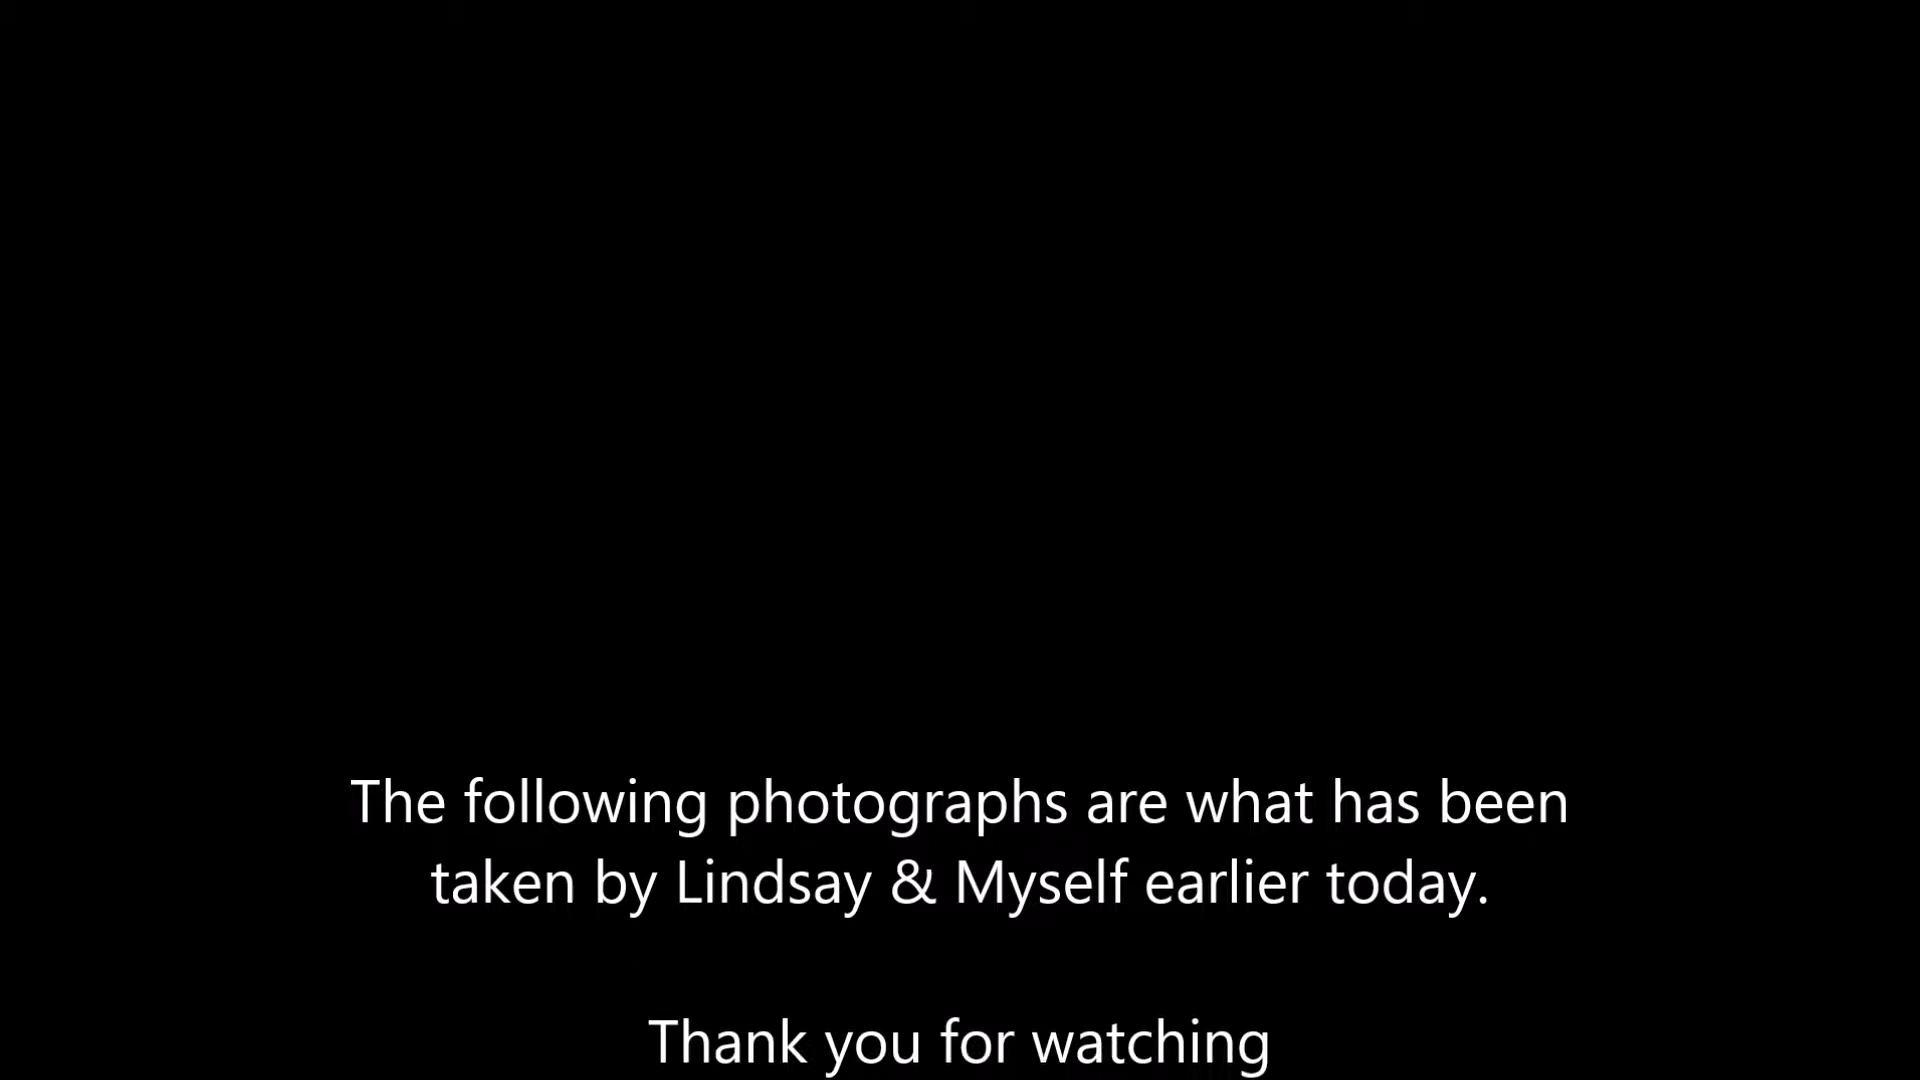 The following photographs are what has been
taken by Lindsay & Myself earlier today.
Thank you for watching